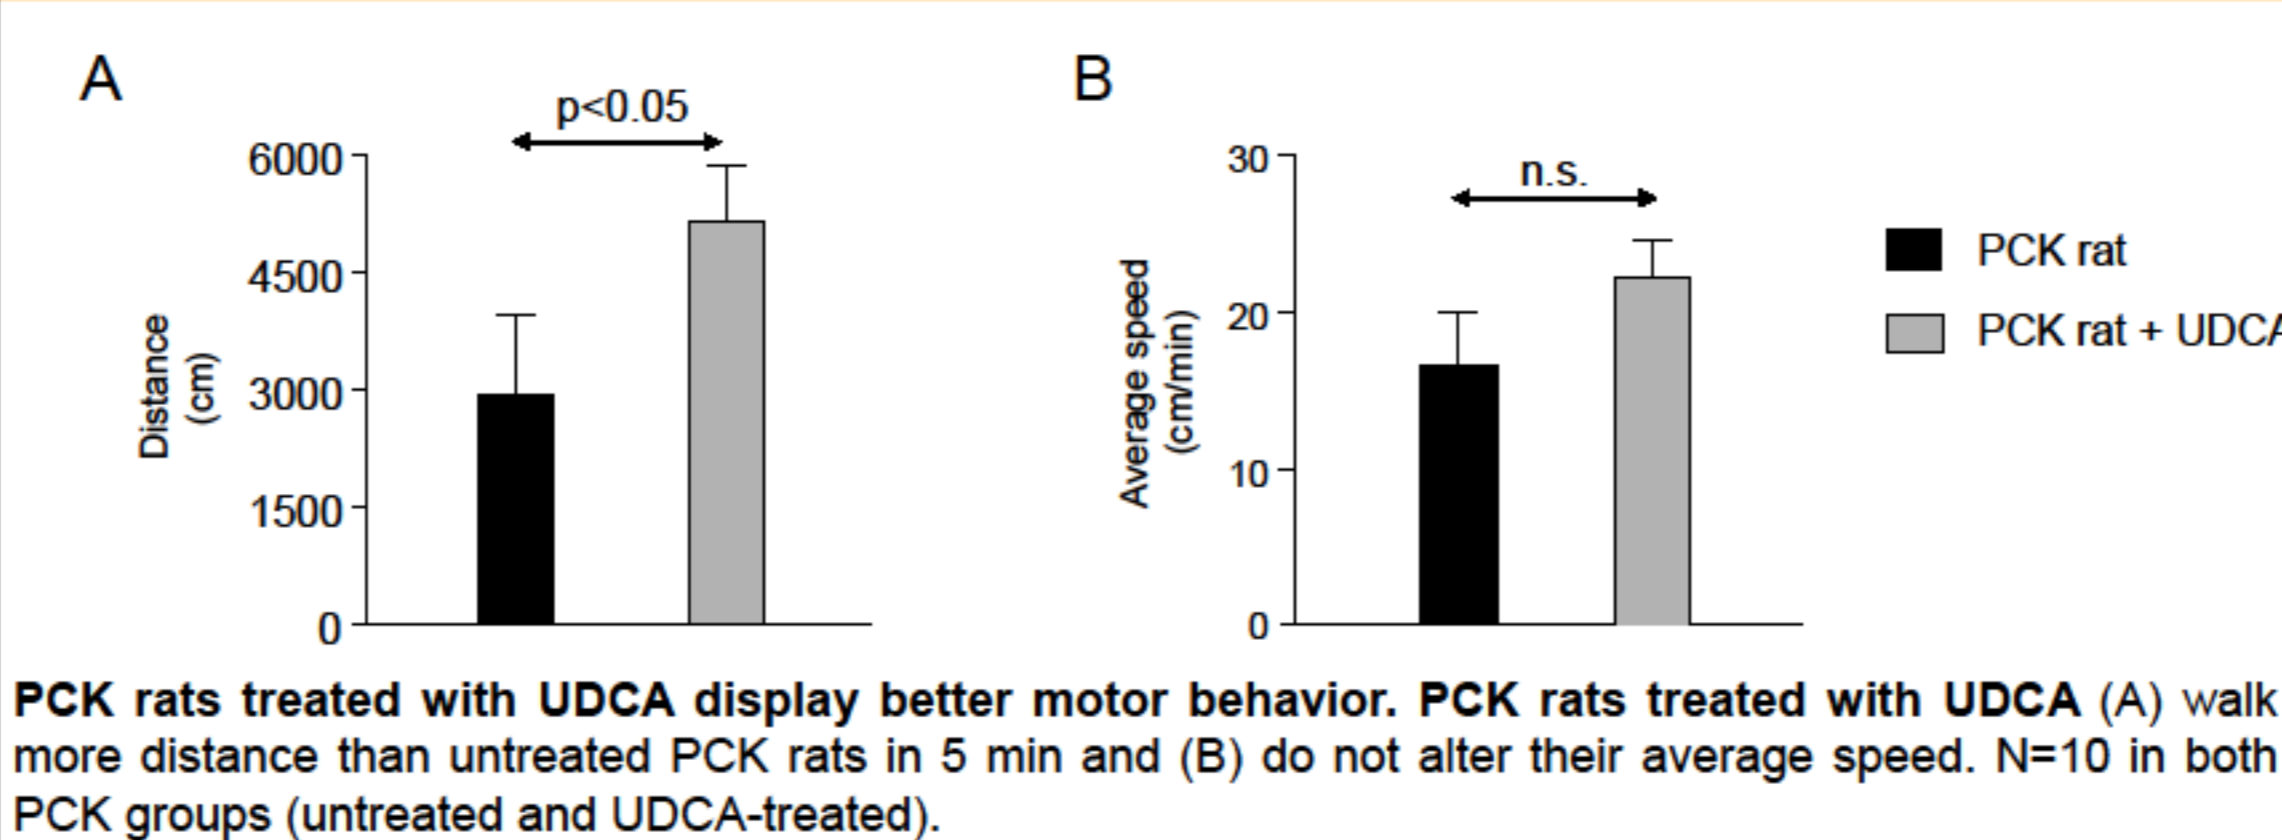 A
B
p<0.05
n.s.
6000
4500
3000
1500
0
Distance
(cm)
30
20
10
0
Average speed
(cm/min)
PCK rat
PCK rat + UDCA
PCK rats treated with UDCA display better motor behavior. PCK rats treated with UDCA (A) walk
more distance than untreated PCK rats in 5 min and (B) do not alter their average speed. N=10 in both
PCK groups (untreated and UDCA-treated).